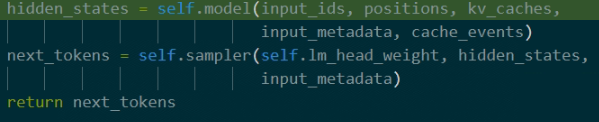 hidden_states = self.model(input_ids, positions, kv_caches,
input_metadata, cache_events)
next_tokens = self.sampler(self.lm_head_weight, hidden_states,
input_metadata)
return next_tokens